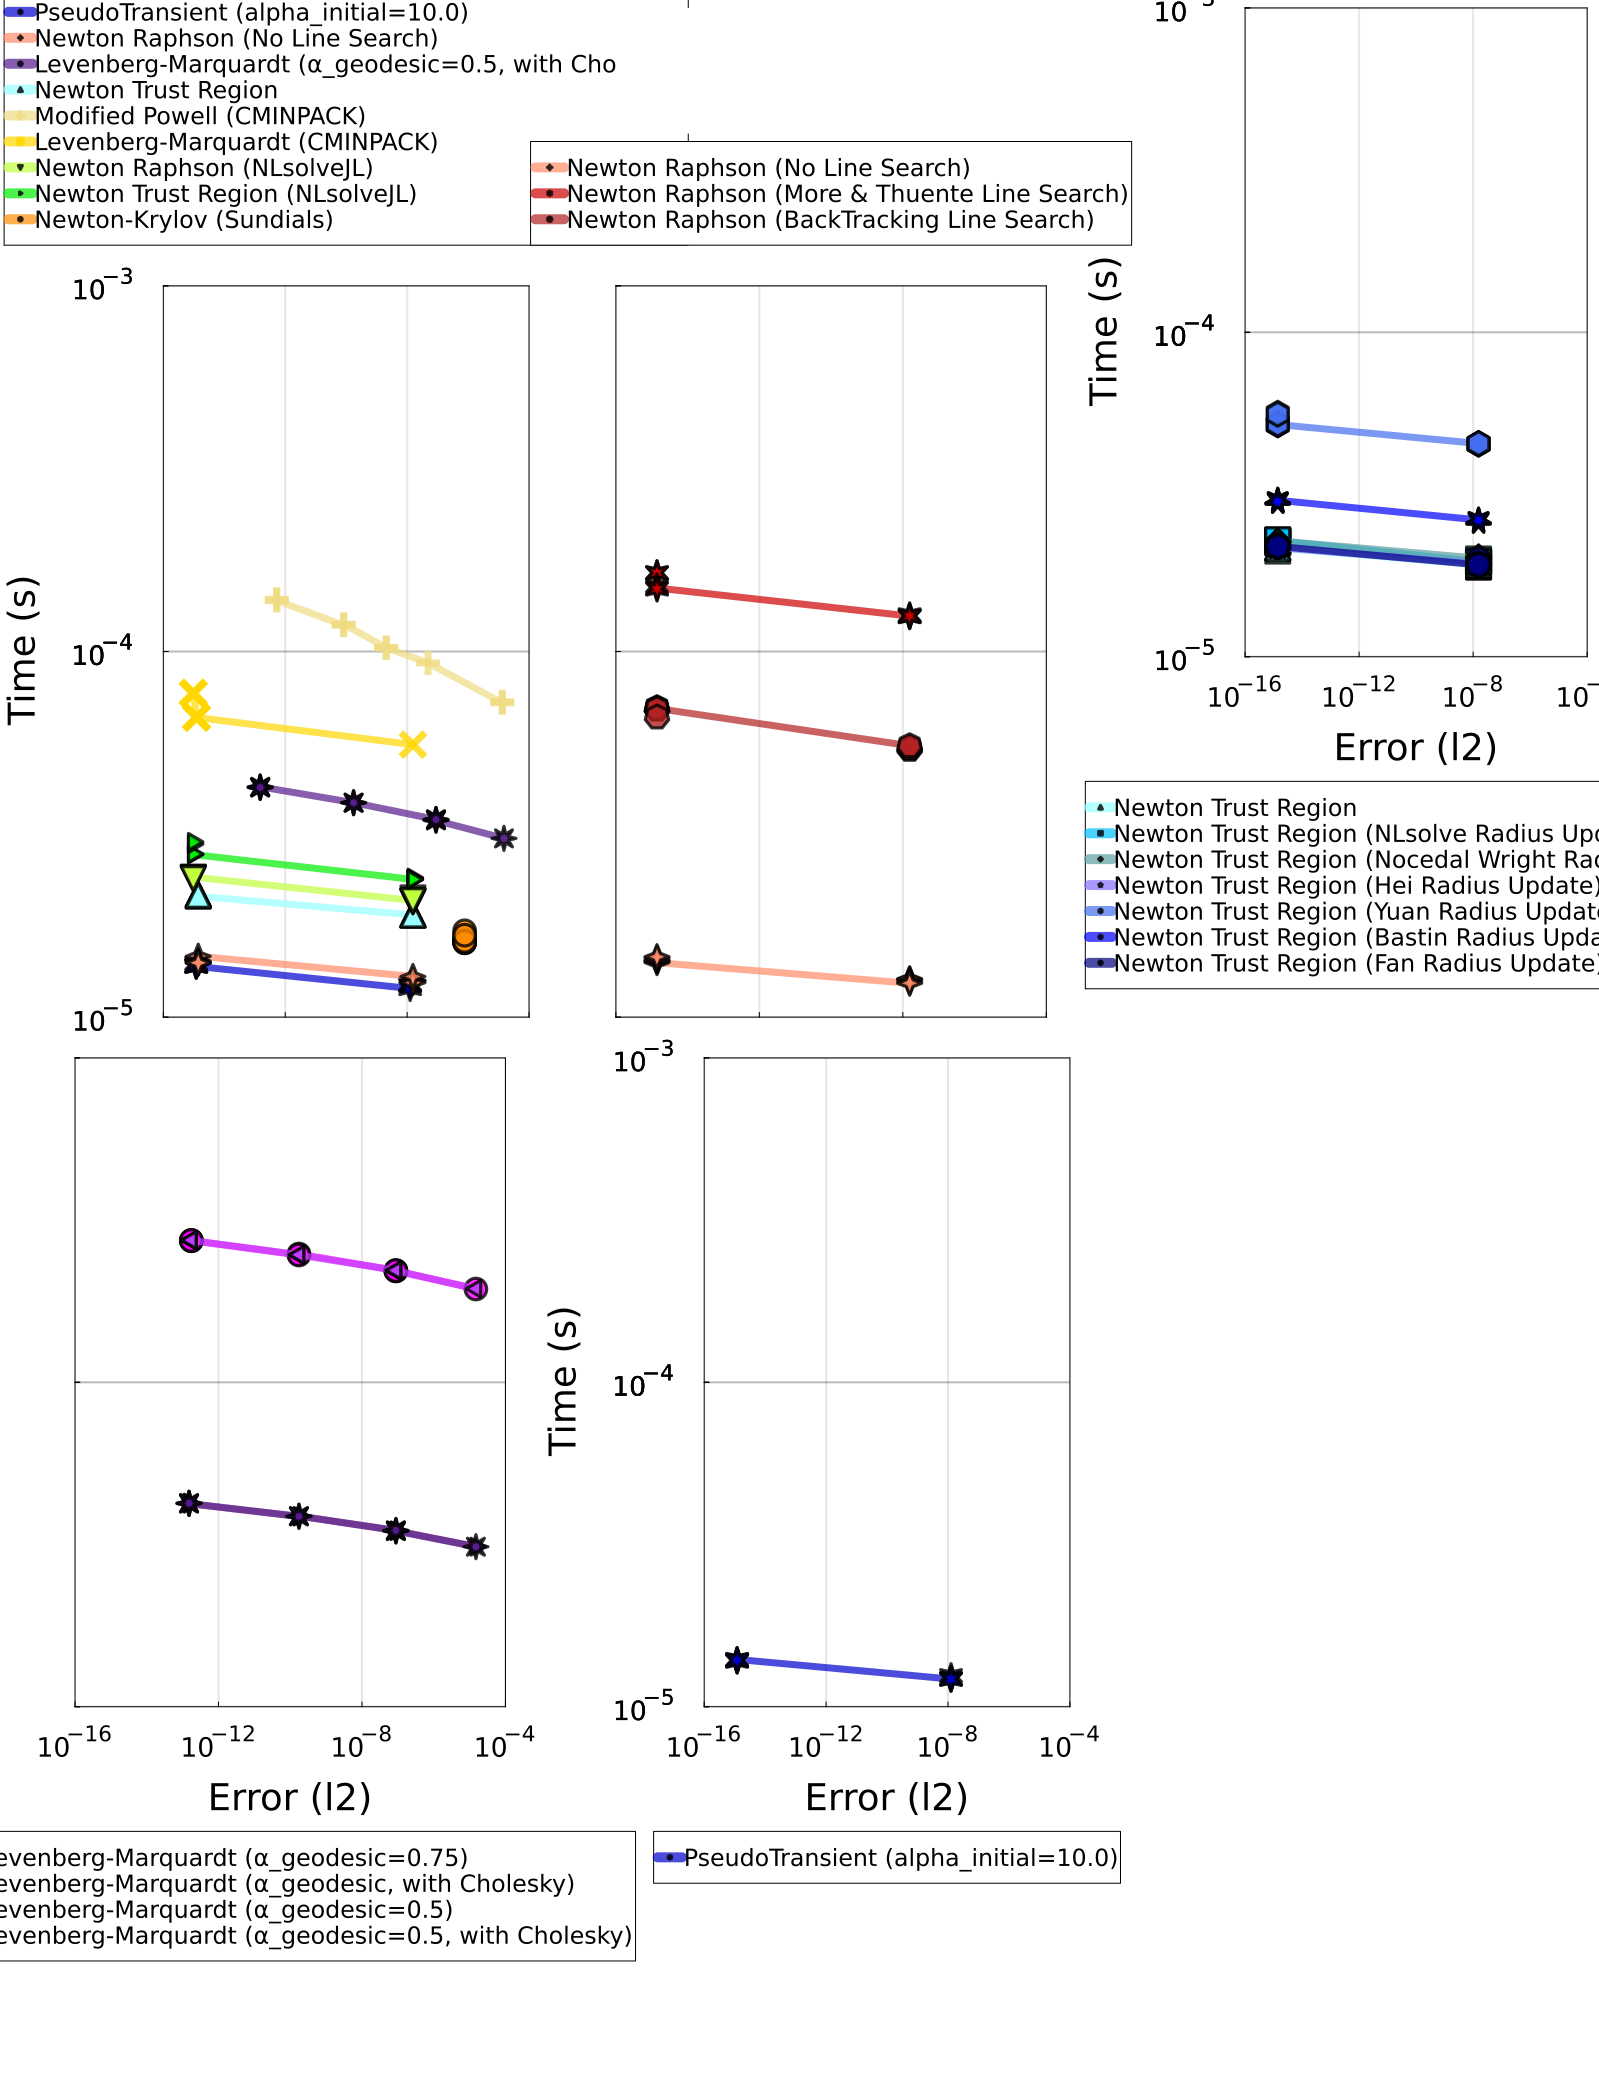 PseudoTransient (alpha_initial=10.0)
Newton Raphson (No Line Search)
Levenberg-Marquardt (α_geodesic=0.5, with Cho
Newton Trust Region
Modified Powell (CMINPACK)
Levenberg-Marquardt (CMINPACK)
Newton Raphson (NLsolveJL)
Newton Trust Region (NLsolveJL)
Newton-Krylov (Sundials)
Newton Raphson (No Line Search)
Newton Raphson (More & Thuente Line Search)
Newton Raphson (BackTracking Line Search)
Time (s)
10⁻³
10⁻⁴
10⁻⁵
Time (s)
10⁻⁴
10⁻⁵
10⁻¹⁶ 10⁻¹² 10⁻⁸
Error (l2)
Newton Trust Region
Newton Trust Region (NLsolve Radius
Newton Trust Region (Nocedal Wright
Newton Trust Region (Hei Radius Update)
Newton Trust Region (Yuan Radius Update
Newton Trust Region (Bastin Radius
Newton Trust Region (Fan Radius Update)
10⁻¹⁶ 10⁻¹² 10⁻⁸ 10⁻⁴
Error (l2)
Time (s)
10⁻³
10⁻⁴
10⁻⁵
10⁻¹⁶ 10⁻¹² 10⁻⁸ 10⁻⁴
Error (l2)
evenberg-Marquardt (α_geodesic=0.75)
evenberg-Marquardt (α_geodesic, with Cholesky)
evenberg-Marquardt (α_geodesic=0.5)
evenberg-Marquardt (α_geodesic=0.5, with Cholesky)
PseudoTransient (alpha_initial=10.0)